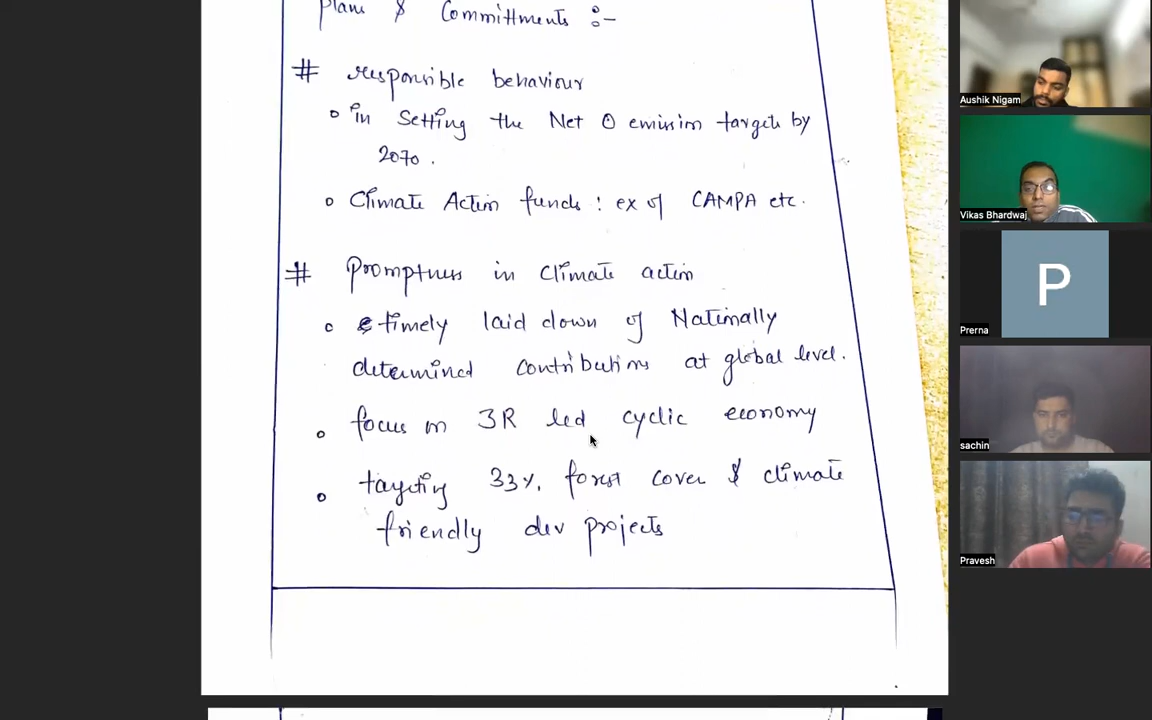 Plans & Committments :-
# responsible behaviour
o in Setting the Net 0 emission targets by
2070.
o Climate Action funds : ex of CAMPA etc.
# Promptness in climate action
o timely laid down of Nationally
determined contributions at global level.
o focus on 3R led cyclic economy
o targeting 33% forest cover & climate
friendly dev projects
Aushik Nigam
Vikas Bhardwaj
P
Prerna
sachin
Pravesh